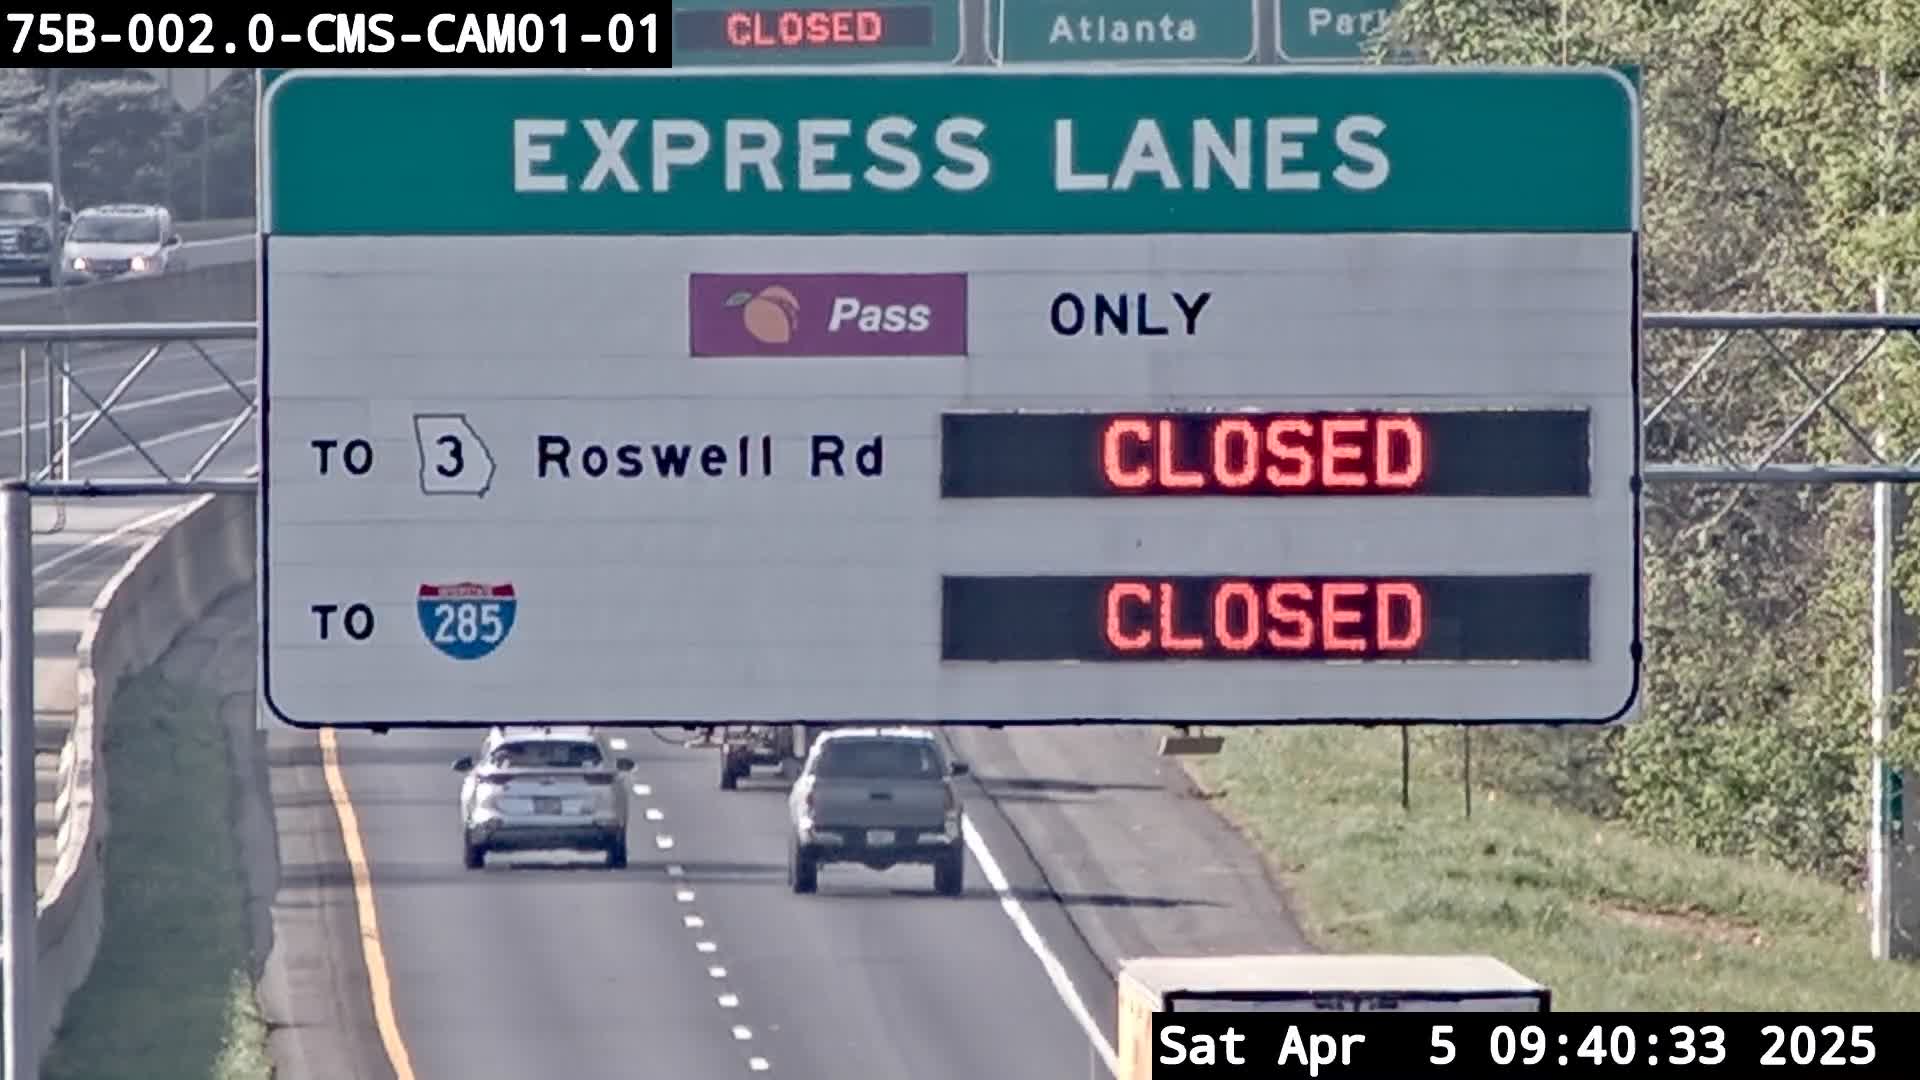 75B-002.0-CMS-CAM01-01
CLOSED
Atlanta
EXPRESS LANES
Pass ONLY
TO 3 Roswell Rd CLOSED
INTERSTATE
TO 285 CLOSED
Sat Apr 5 09:40:33 2025